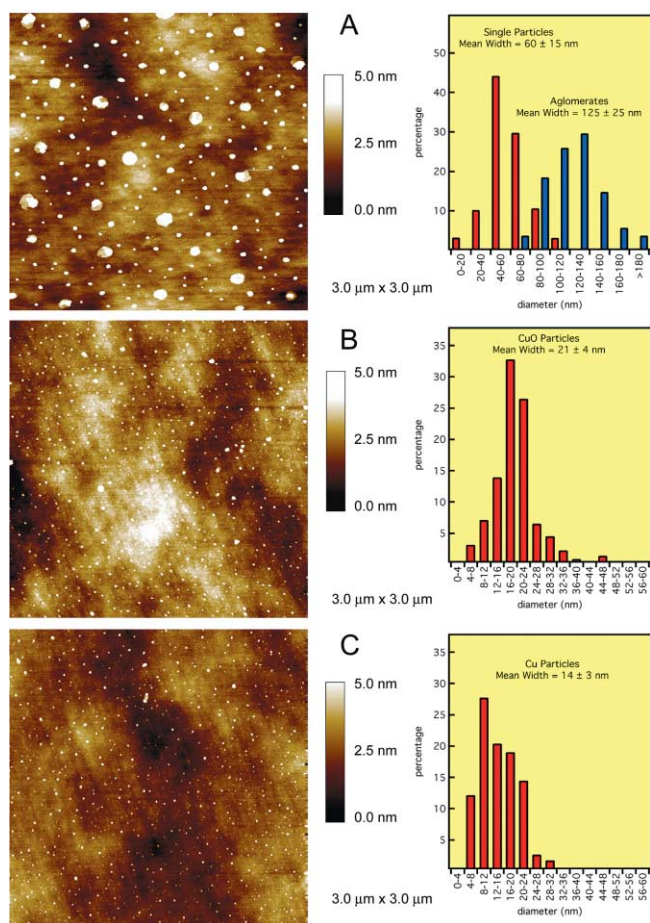 A
5.0 nm
2.5 nm
0.0 nm
3.0 µm x 3.0 µm
Single Particles
Mean Width = 60 ± 15 nm
Aglomerates
Mean Width = 125 ± 25 nm
percentage
50
40
30
20
10
0-20
20-40
40-60
60-80
80-100
100-120
120-140
140-160
160-180
>180
diameter (nm)
B
5.0 nm
2.5 nm
0.0 nm
3.0 µm x 3.0 µm
CuO Particles
Mean Width = 21 ± 4 nm
percentage
35
30
25
20
15
10
5
0-4
4-8
8-12
12-16
16-20
20-24
24-28
28-32
32-36
36-40
40-44
44-48
48-52
52-56
56-60
diameter (nm)
C
5.0 nm
2.5 nm
0.0 nm
3.0 µm x 3.0 µm
Cu Particles
Mean Width = 14 ± 3 nm
percentage
35
30
25
20
15
10
5
0-4
4-8
8-12
12-16
16-20
20-24
24-28
28-32
32-36
36-40
40-44
44-48
48-52
52-56
56-60
diameter (nm)